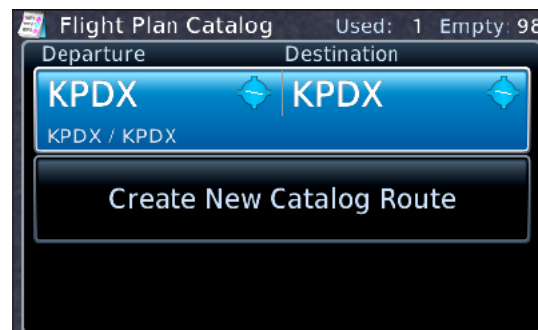 Flight Plan Catalog Used: 1 Empty: 98
Departure Destination
KPDX KPDX
KPDX / KPDX
Create New Catalog Route